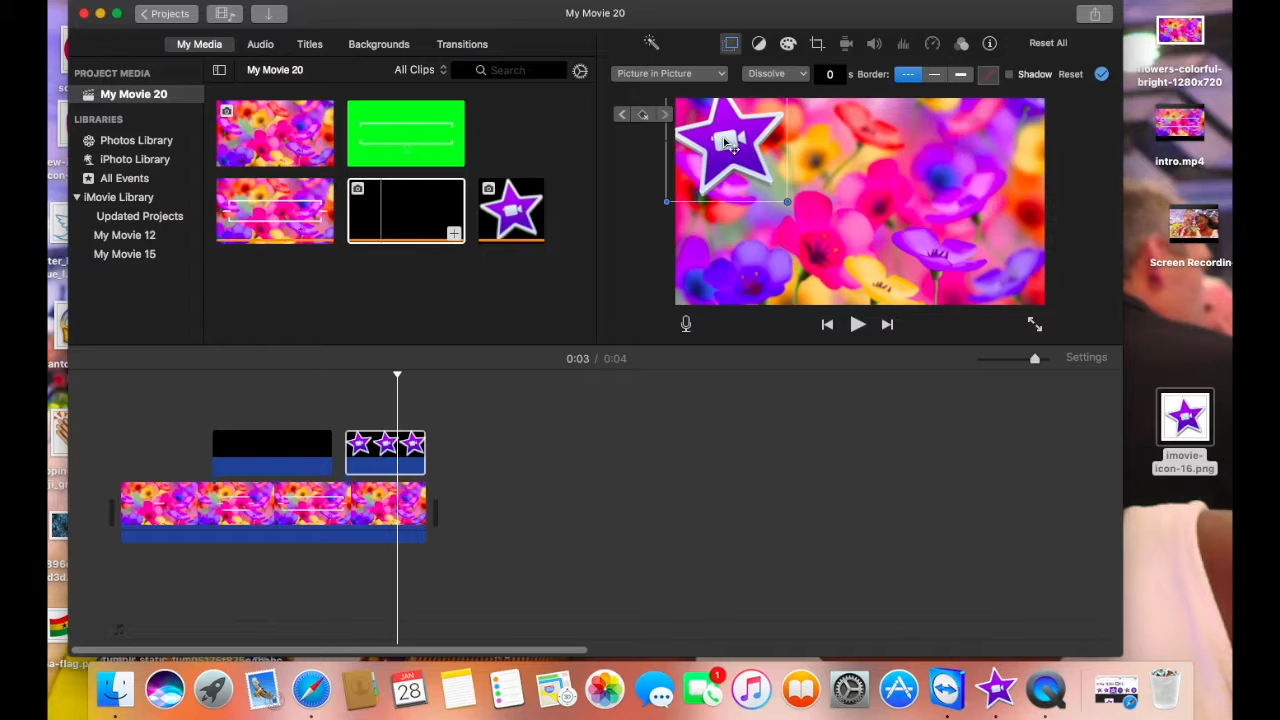 Projects
My Movie 20
My Media
Audio
Titles
Backgrounds
Transitions
Reset All
PROJECT MEDIA
My Movie 20
All Clips
Search
Picture in Picture
Dissolve
0
s
Border:
Shadow
Reset
My Movie 20
LIBRARIES
Photos Library
iPhoto Library
All Events
iMovie Library
Updated Projects
My Movie 12
My Movie 15
flowers-colorful-
bright-1280x720
intro.mp4
Screen Recordin
imovie-
icon-16.png
0:03 / 0:04
Settings
JAN
28
1